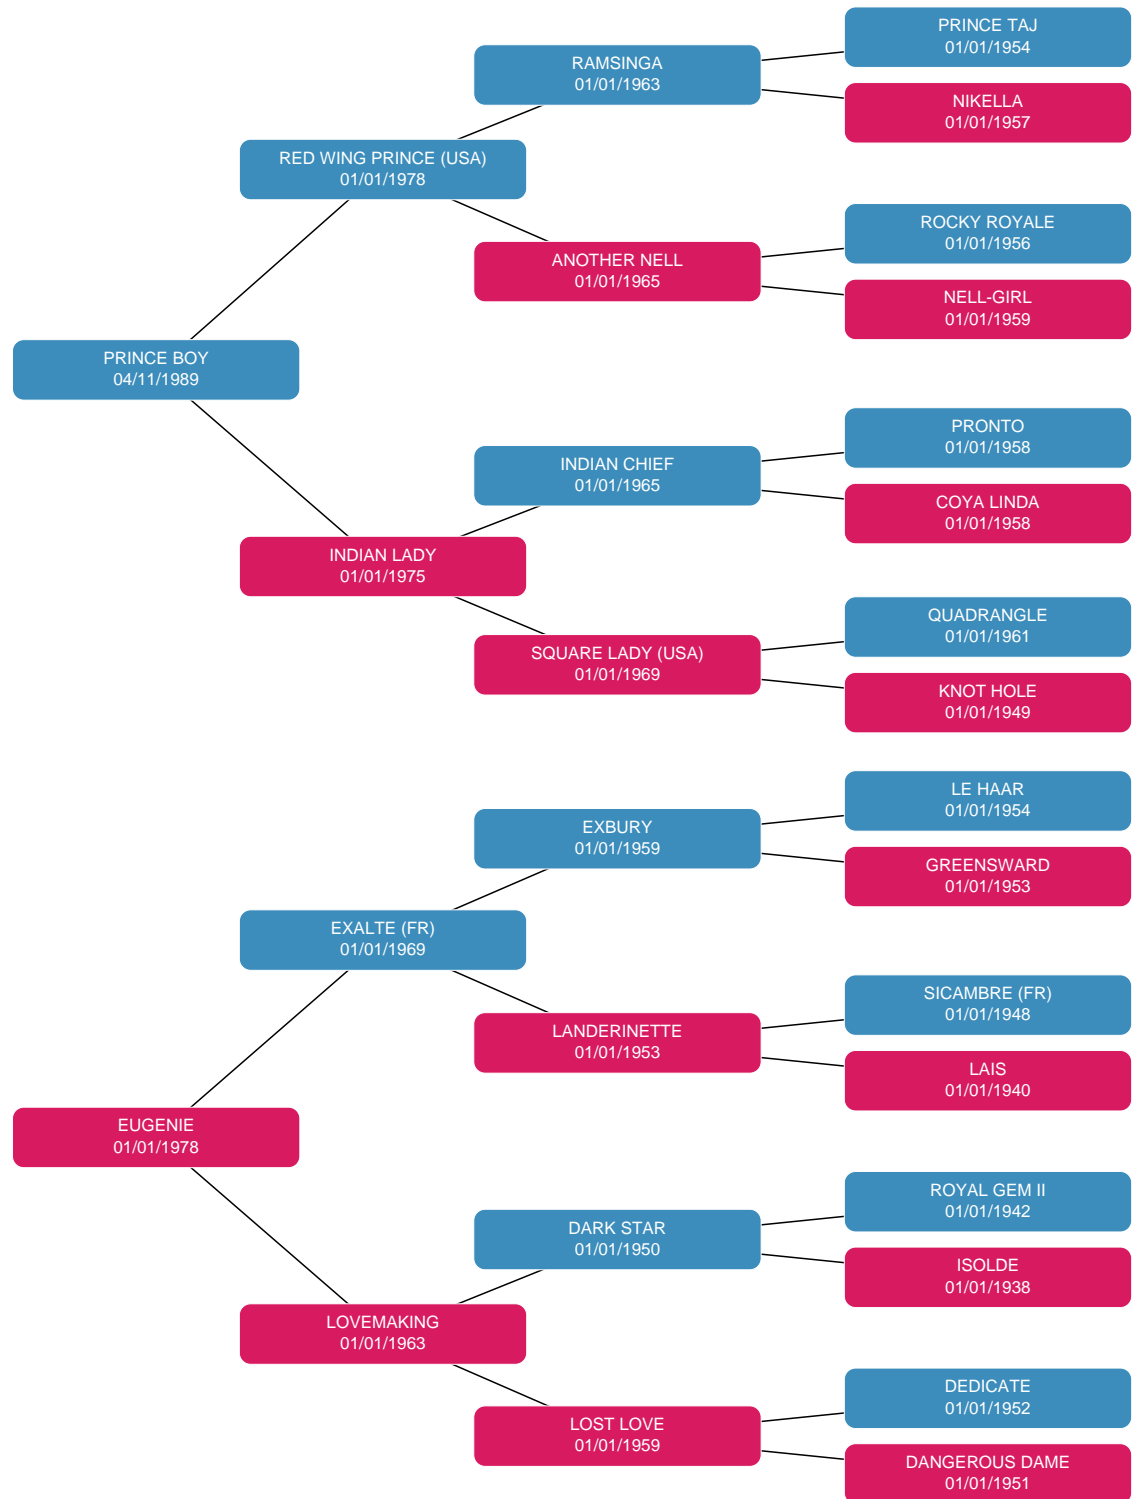 PRINCE TAJ
01/01/1954
RAMSINGA
01/01/1963
NIKELLA
01/01/1957
RED WING PRINCE (USA)
01/01/1978
ROCKY ROYALE
01/01/1956
ANOTHER NELL
01/01/1965
NELL-GIRL
01/01/1959
PRINCE BOY
04/11/1989
PRONTO
01/01/1958
INDIAN CHIEF
01/01/1965
COYA LINDA
01/01/1958
INDIAN LADY
01/01/1975
QUADRANGLE
01/01/1961
SQUARE LADY (USA)
01/01/1969
KNOT HOLE
01/01/1949
LE HAAR
01/01/1954
EXBURY
01/01/1959
GREENSWARD
01/01/1953
EXALTE (FR)
01/01/1969
SICAMBRE (FR)
01/01/1948
LANDERINETTE
01/01/1953
LAIS
01/01/1940
EUGENIE
01/01/1978
ROYAL GEM II
01/01/1942
DARK STAR
01/01/1950
ISOLDE
01/01/1938
LOVEMAKING
01/01/1963
DEDICATE
01/01/1952
LOST LOVE
01/01/1959
DANGEROUS DAME
01/01/1951